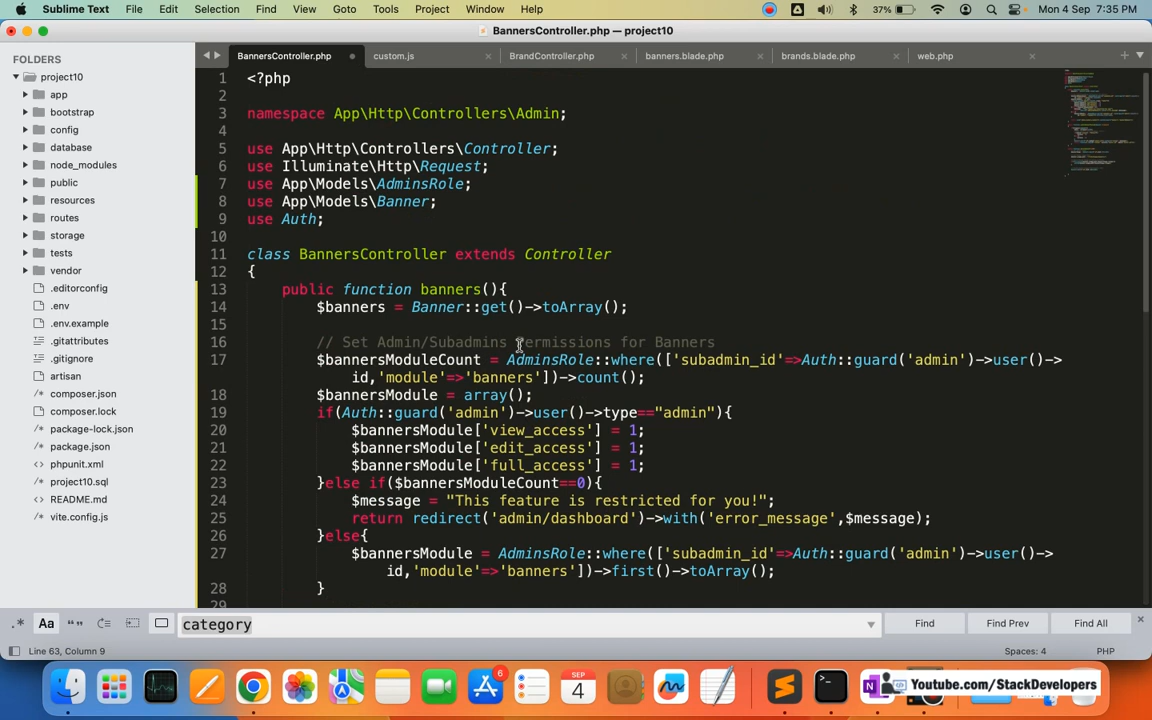 Sublime Text File Edit Selection Find View Goto Tools Project Window Help 37% Mon 4 Sep 7:35 PM
BannersController.php — project10
FOLDERS
project10
app
bootstrap
config
database
node_modules
public
resources
routes
storage
tests
vendor
.editorconfig
.env
.env.example
.gitattributes
.gitignore
artisan
composer.json
composer.lock
package-lock.json
package.json
phpunit.xml
project10.sql
README.md
vite.config.js
BannersController.php custom.js BrandController.php banners.blade.php brands.blade.php web.php
1 <?php
2
3 namespace App\Http\Controllers\Admin;
4
5 use App\Http\Controllers\Controller;
6 use Illuminate\Http\Request;
7 use App\Models\AdminsRole;
8 use App\Models\Banner;
9 use Auth;
10
11 class BannersController extends Controller
12 {
13 public function banners(){
14 $banners = Banner::get()->toArray();
15
16 // Set Admin/Subadmins Permissions for Banners
17 $bannersModuleCount = AdminsRole::where(['subadmin_id'=>Auth::guard('admin')->user()->
id,'module'=>'banners'])->count();
18 $bannersModule = array();
19 if(Auth::guard('admin')->user()->type=="admin"){
20 $bannersModule['view_access'] = 1;
21 $bannersModule['edit_access'] = 1;
22 $bannersModule['full_access'] = 1;
23 }else if($bannersModuleCount==0){
24 $message = "This feature is restricted for you!";
25 return redirect('admin/dashboard')->with('error_message',$message);
26 }else{
27 $bannersModule = AdminsRole::where(['subadmin_id'=>Auth::guard('admin')->user()->
id,'module'=>'banners'])->first()->toArray();
28 }
29
.* Aa category Find Find Prev Find All
Line 63, Column 9 Spaces: 4 PHP
6
SEP
4
Youtube.com/StackDevelopers